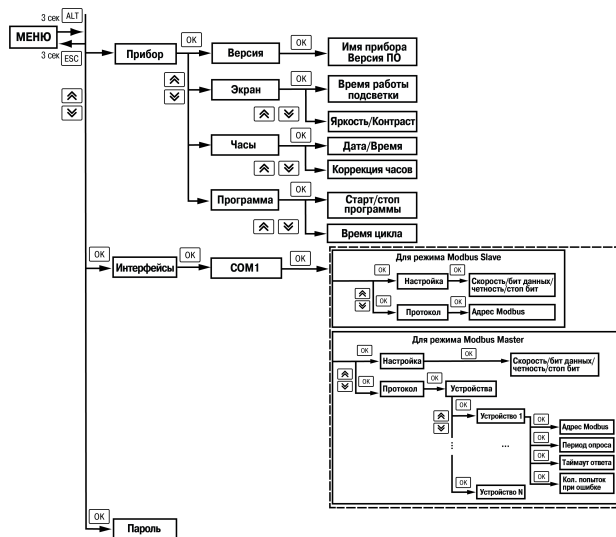 3 сек ALT
МЕНЮ
3 сек ESC
OK
Прибор
OK
Версия
OK
Имя прибора
Версия ПО
Экран
OK
Время работы
подсветки
Яркость/Контраст
Часы
OK
Дата/Время
Коррекция часов
Программа
OK
Старт/стоп
программы
Время цикла
OK
Интерфейсы
OK
COM1
OK
Для режима Modbus Slave
OK
Настройка
OK
Скорость/бит данных/
четность/стоп бит
OK
Протокол
OK
Адрес Modbus
Для режима Modbus Master
OK
Настройка
OK
Скорость/бит данных/
четность/стоп бит
OK
Протокол
OK
Устройства
OK
Устройство 1
OK
Адрес Modbus
OK
Период опроса
...
OK
Таймаут ответа
OK
Кол. попыток
при ошибке
OK
Устройство N
OK
Пароль